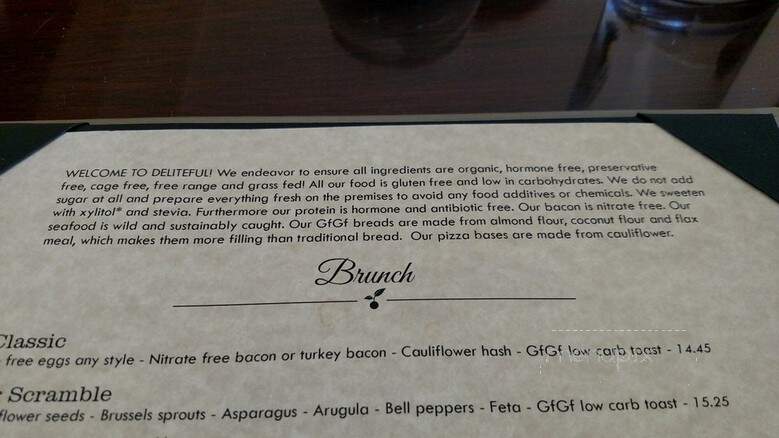 WELCOME TO DELITEFUL! We endeavor to ensure all ingredients are organic, hormone free, preservative
free, cage free, free range and grass fed! All our food is gluten free and low in carbohydrates. We do not add
sugar at all and prepare everything fresh on the premises to avoid any food additives or chemicals. We sweeten
with xylitol* and stevia. Furthermore our protein is hormone and antibiotic free. Our bacon is nitrate free. Our
seafood is wild and sustainably caught. Our GfGf breads are made from almond flour, coconut flour and flax
meal, which makes them more filling than traditional bread. Our pizza bases are made from cauliflower.
Brunch
Classic
free eggs any style - Nitrate free bacon or turkey bacon - Cauliflower hash - GfGf low carb toast - 14.45
Scramble
flower seeds - Brussels sprouts - Asparagus - Arugula - Bell peppers - Feta - GfGf low carb toast - 15.25